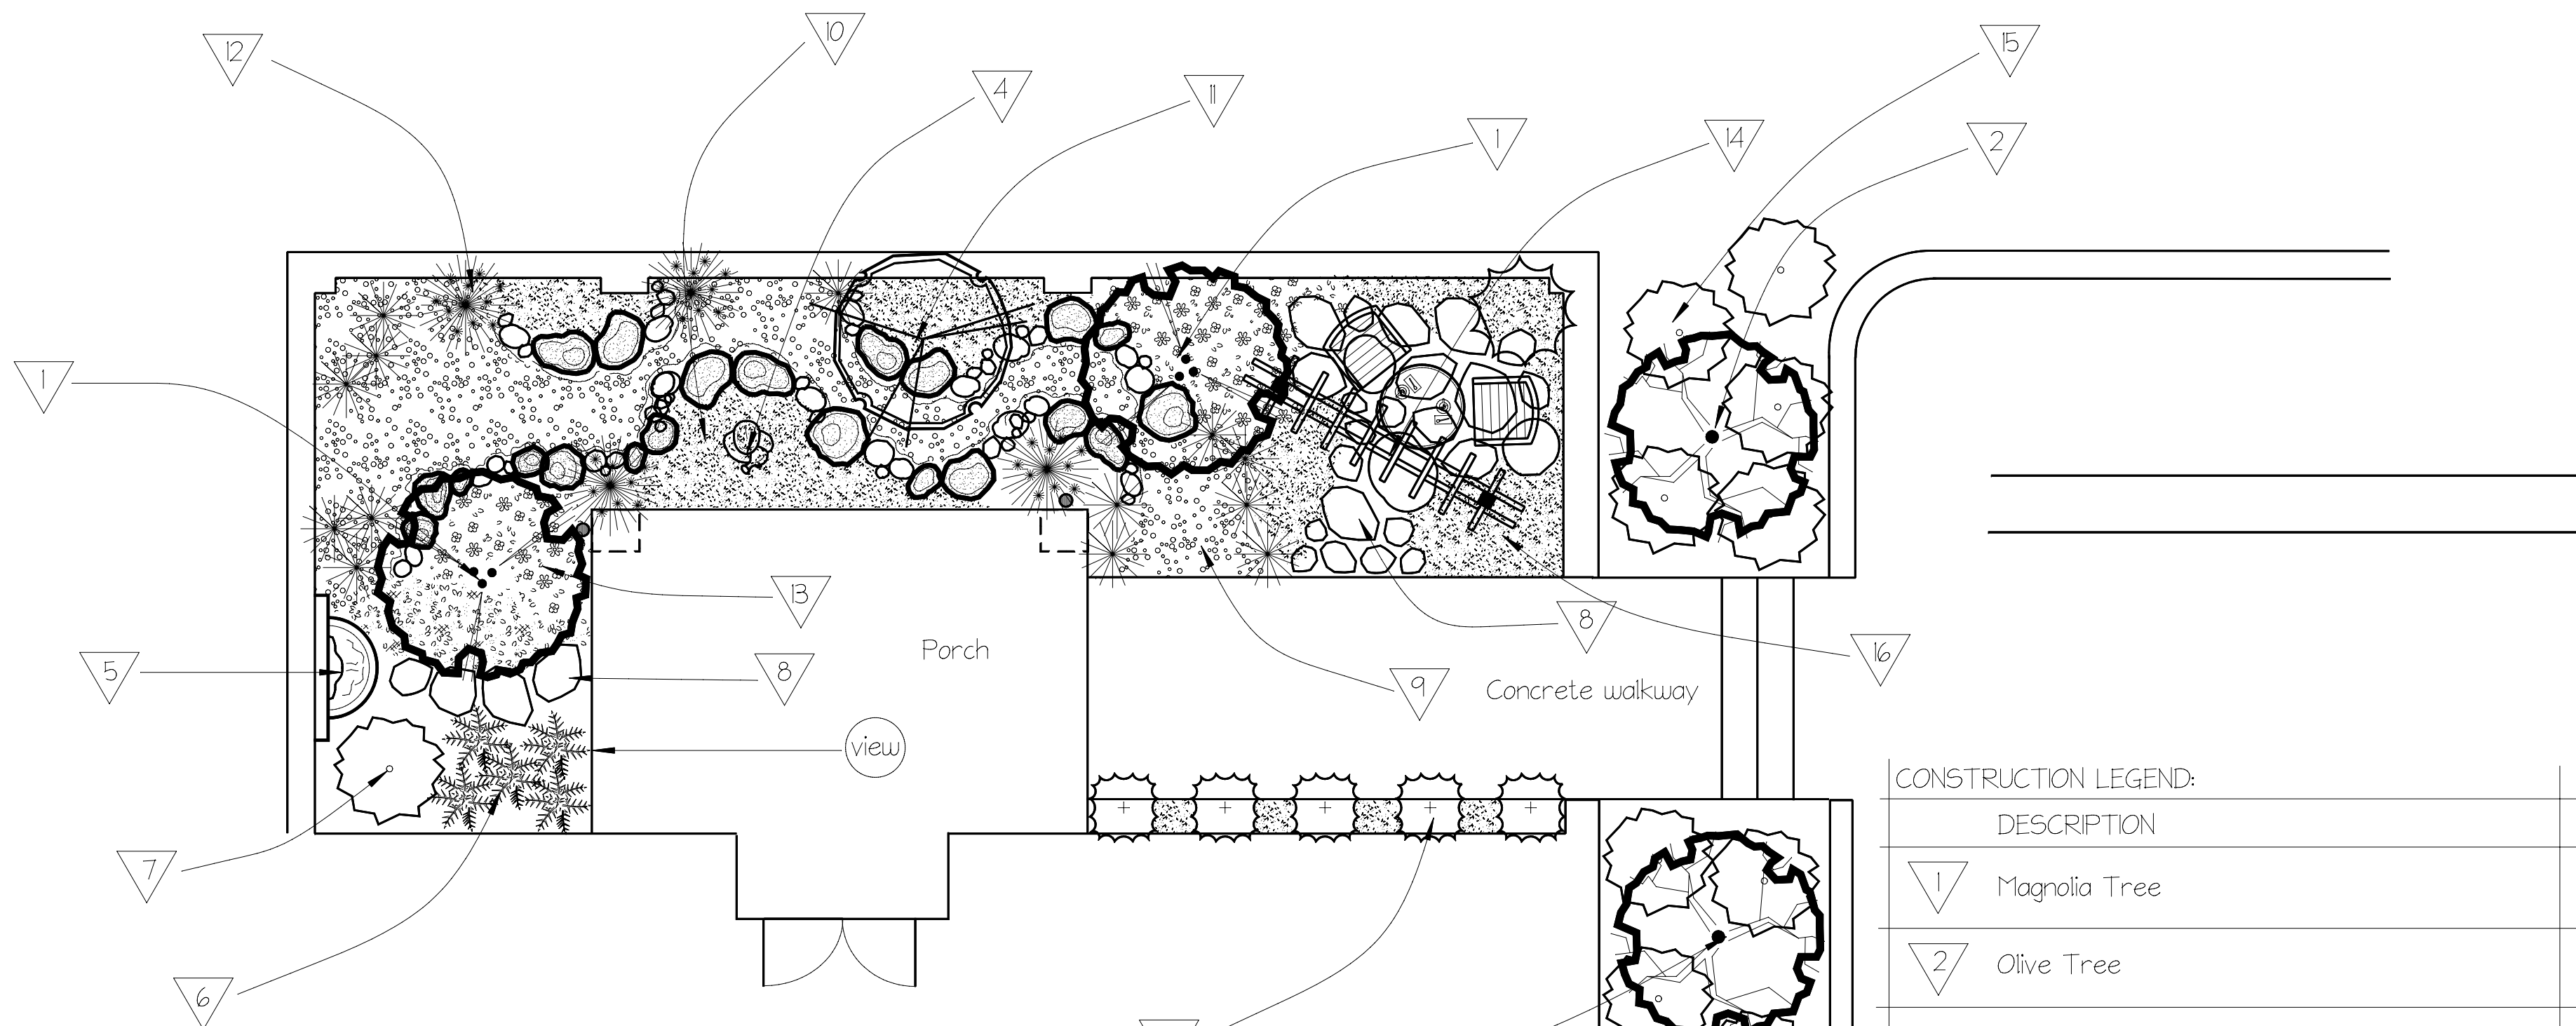 12
10
4
11
1
14
15
2
1
13
8
5
8
16
9
Porch
Concrete walkway
view
7
6
CONSTRUCTION LEGEND:
DESCRIPTION
1 Magnolia Tree
2 Olive Tree